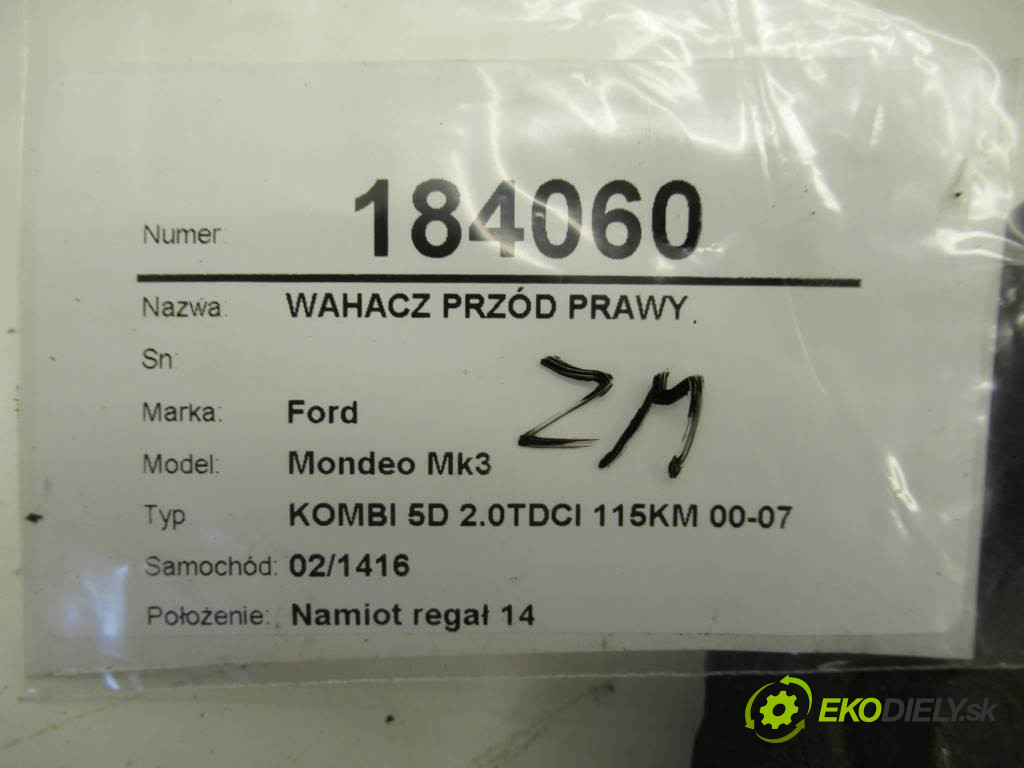 Numer: 184060
Nazwa: WAHACZ PRZÓD PRAWY
Sn:
ZM
Marka: Ford
Model: Mondeo Mk3
Typ KOMBI 5D 2.0TDCI 115KM 00-07
Samochód: 02/1416
Położenie: Namiot regał 14
EKODIELY.sk